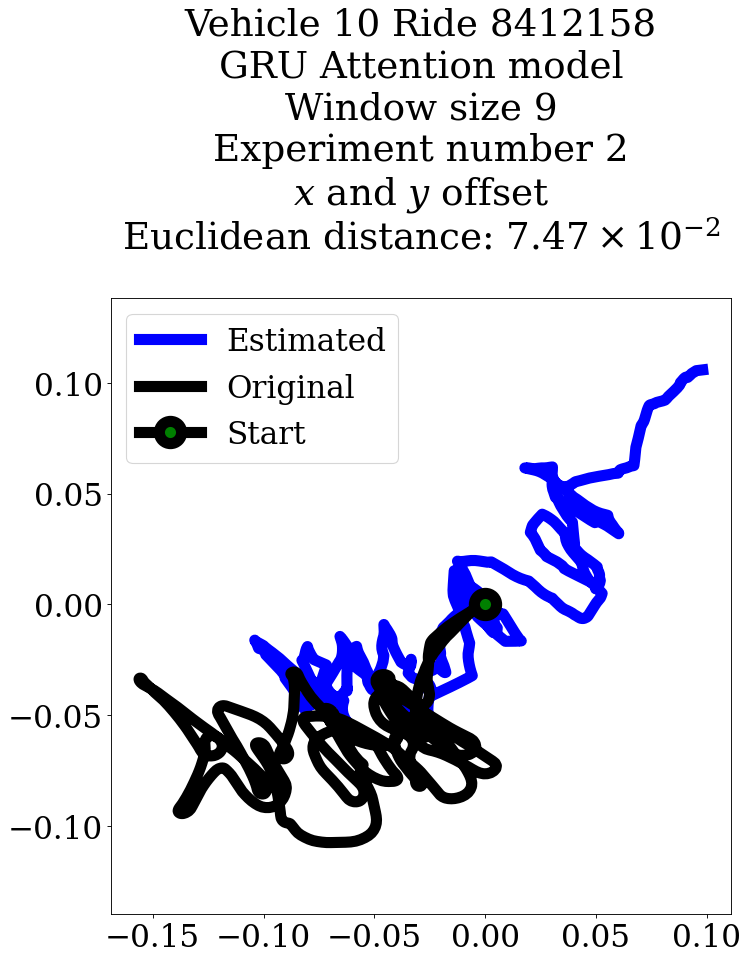 Vehicle 10 Ride 8412158
GRU Attention model
Window size 9
Experiment number 2
x and y offset
Euclidean distance: 7.47 × 10⁻²
Estimated
Original
Start
0.10
0.05
0.00
−0.05
−0.10
−0.15 −0.10 −0.05 0.00 0.05 0.10